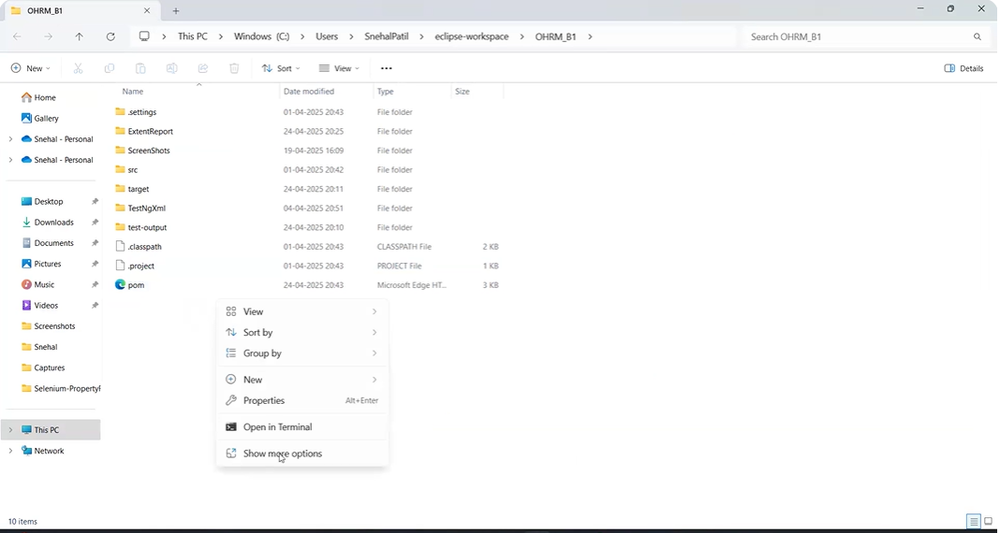 OHRM_B1
This PC > Windows (C:) > Users > SnehalPatil > eclipse-workspace > OHRM_B1 >
Search OHRM_B1
New
Sort
View
Details
Name Date modified Type Size
Home
Gallery
Snehal - Personal
Snehal - Personal
Desktop
Downloads
Documents
Pictures
Music
Videos
Screenshots
Snehal
Captures
Selenium-Propertyf
This PC
Network
.settings 01-04-2025 20:43 File folder
ExtentReport 24-04-2025 20:25 File folder
ScreenShots 19-04-2025 16:09 File folder
src 01-04-2025 20:42 File folder
target 24-04-2025 20:11 File folder
TestNgXml 04-04-2025 20:51 File folder
test-output 24-04-2025 20:10 File folder
.classpath 01-04-2025 20:43 CLASSPATH File 2 KB
.project 01-04-2025 20:43 PROJECT File 1 KB
pom 24-04-2025 20:43 Microsoft Edge HT... 3 KB
View
Sort by
Group by
New
Properties Alt+Enter
Open in Terminal
Show more options
10 items